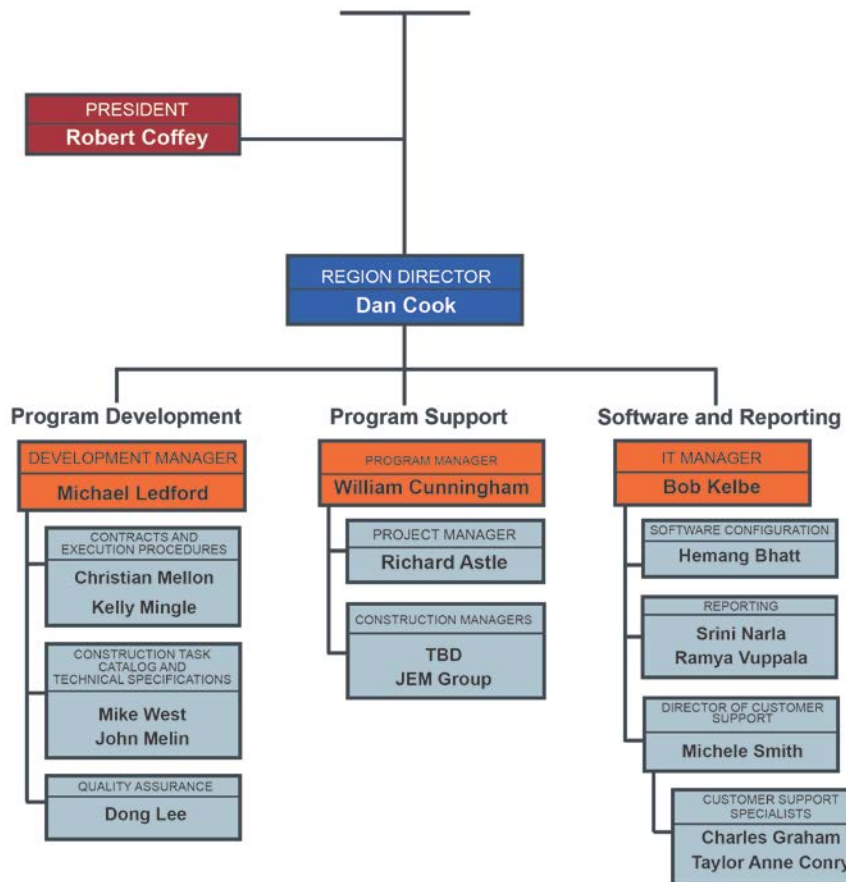 PRESIDENT
Robert Coffey
REGION DIRECTOR
Dan Cook
Program Development
DEVELOPMENT MANAGER
Michael Ledford
CONTRACTS AND
EXECUTION PROCEDURES
Christian Mellon
Kelly Mingle
CONSTRUCTION TASK
CATALOG AND
TECHNICAL SPECIFICATIONS
Mike West
John Melin
QUALITY ASSURANCE
Dong Lee
Program Support
PROGRAM MANAGER
William Cunningham
PROJECT MANAGER
Richard Astle
CONSTRUCTION MANAGERS
TBD
JEM Group
Software and Reporting
IT MANAGER
Bob Kelbe
SOFTWARE CONFIGURATION
Hemang Bhatt
REPORTING
Srini Narla
Ramya Vuppala
DIRECTOR OF CUSTOMER
SUPPORT
Michele Smith
CUSTOMER SUPPORT
SPECIALISTS
Charles Graham
Taylor Anne Conry